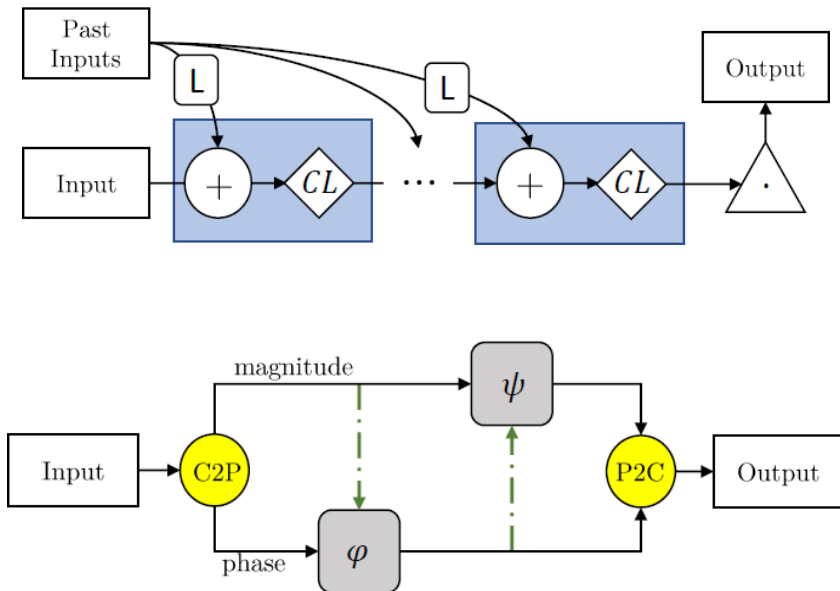 Past
Inputs
L
L
Output
Input
+
CL
...
+
CL
.
magnitude
ψ
Input
C2P
P2C
Output
phase
φ